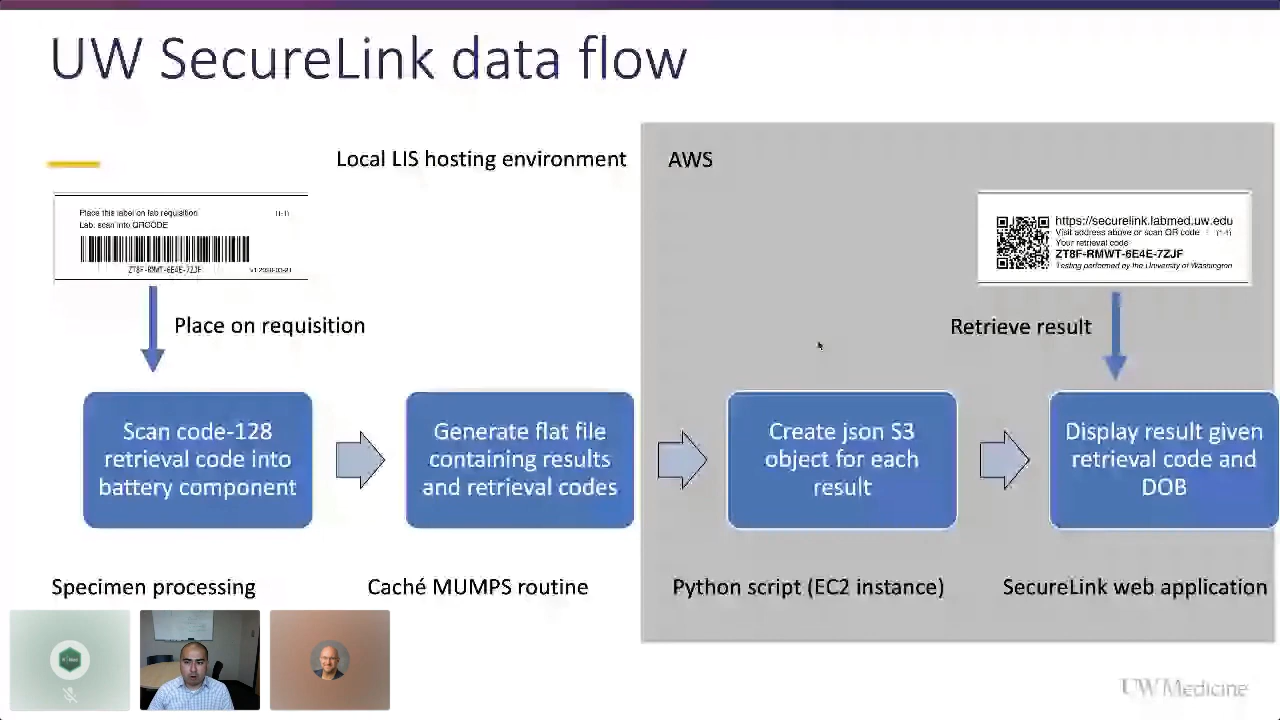 UW SecureLink data flow
Local LIS hosting environment
AWS
Place this label on lab requisition
Lab: scan into QRCODE
ZT8F-RMWT-6E4E-7ZJF
https://securelink.labmed.uw.edu
Visit address above or scan QR code
Your retrieval code
ZT8F-RMWT-6E4E-7ZJF
Testing performed by the University of Washington
Place on requisition
Retrieve result
Scan code-128
retrieval code into
battery component
Generate flat file
containing results
and retrieval codes
Create json S3
object for each
result
Display result given
retrieval code and
DOB
Specimen processing
Caché MUMPS routine
Python script (EC2 instance)
SecureLink web application
UW Medicine